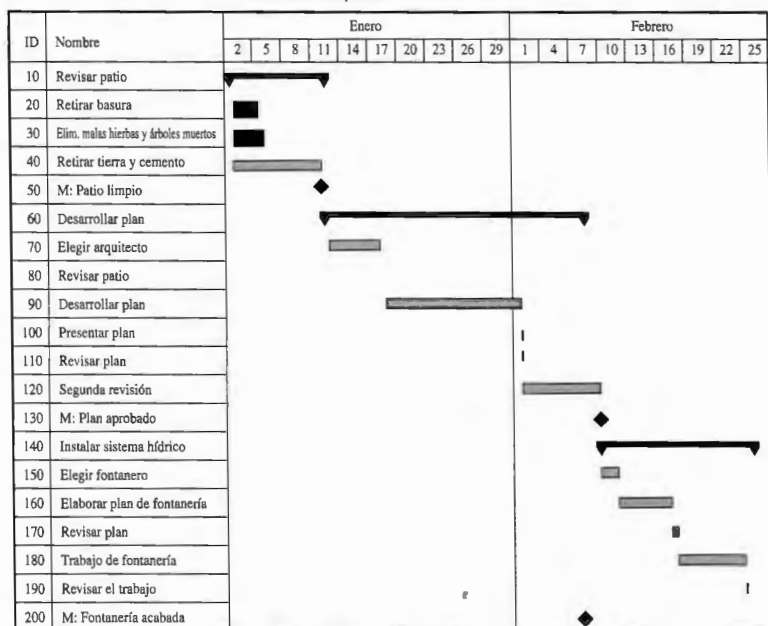 Enero Febrero
ID Nombre 2 5 8 11 14 17 20 23 26 29 1 4 7 10 13 16 19 22 25
10 Revisar patio
20 Retirar basura
30 Elim. malas hierbas y árboles muertos
40 Retirar tierra y cemento
50 M: Patio limpio
60 Desarrollar plan
70 Elegir arquitecto
80 Revisar patio
90 Desarrollar plan
100 Presentar plan
110 Revisar plan
120 Segunda revisión
130 M: Plan aprobado
140 Instalar sistema hídrico
150 Elegir fontanero
160 Elaborar plan de fontanería
170 Revisar plan
180 Trabajo de fontanería
190 Revisar el trabajo
200 M: Fontanería acabada